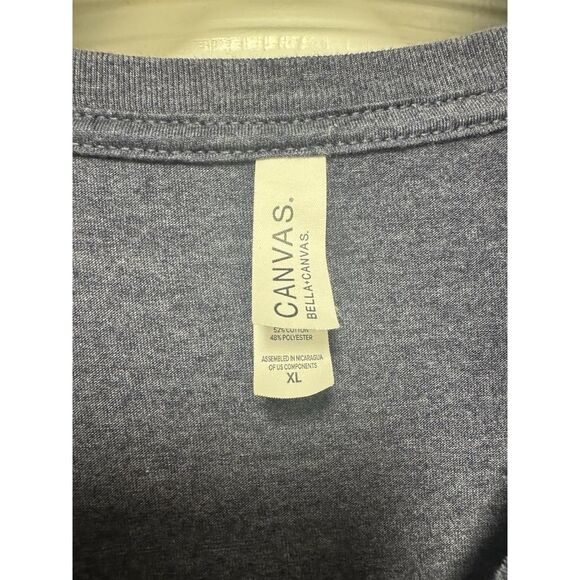 CANVAS.
BELLA+CANVAS.
52% COTTON
48% POLYESTER
ASSEMBLED IN NICARAGUA
OF US COMPONENTS
XL